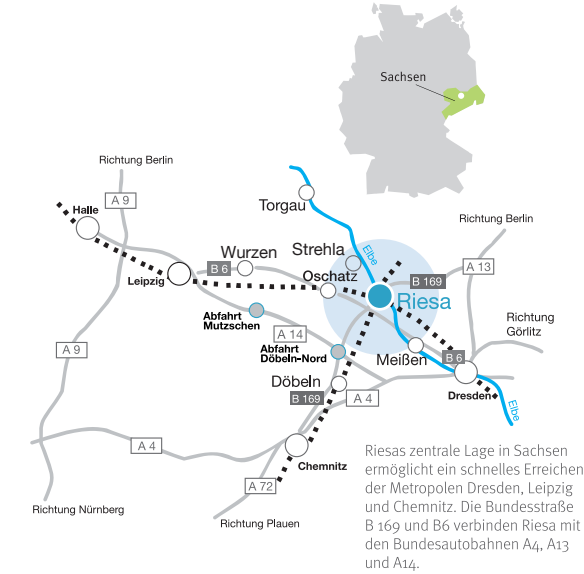 Sachsen
Richtung Berlin
A 9
Halle
Torgau
Elbe
Richtung Berlin
Wurzen
Strehla
B 6
Leipzig
Oschatz
B 169
A 13
Riesa
Abfahrt
Mutzschen
A 14
Richtung
Görlitz
A 9
Abfahrt
Döbeln-Nord
Meißen
B 6
Döbeln
B 169
A 4
Dresden
Elbe
A 4
Chemnitz
A 72
Richtung Nürnberg
Richtung Plauen
Riesas zentrale Lage in Sachsen
ermöglicht ein schnelles Erreichen
der Metropolen Dresden, Leipzig
und Chemnitz. Die Bundesstraße
B 169 und B6 verbinden Riesa mit
den Bundesautobahnen A4, A13
und A14.